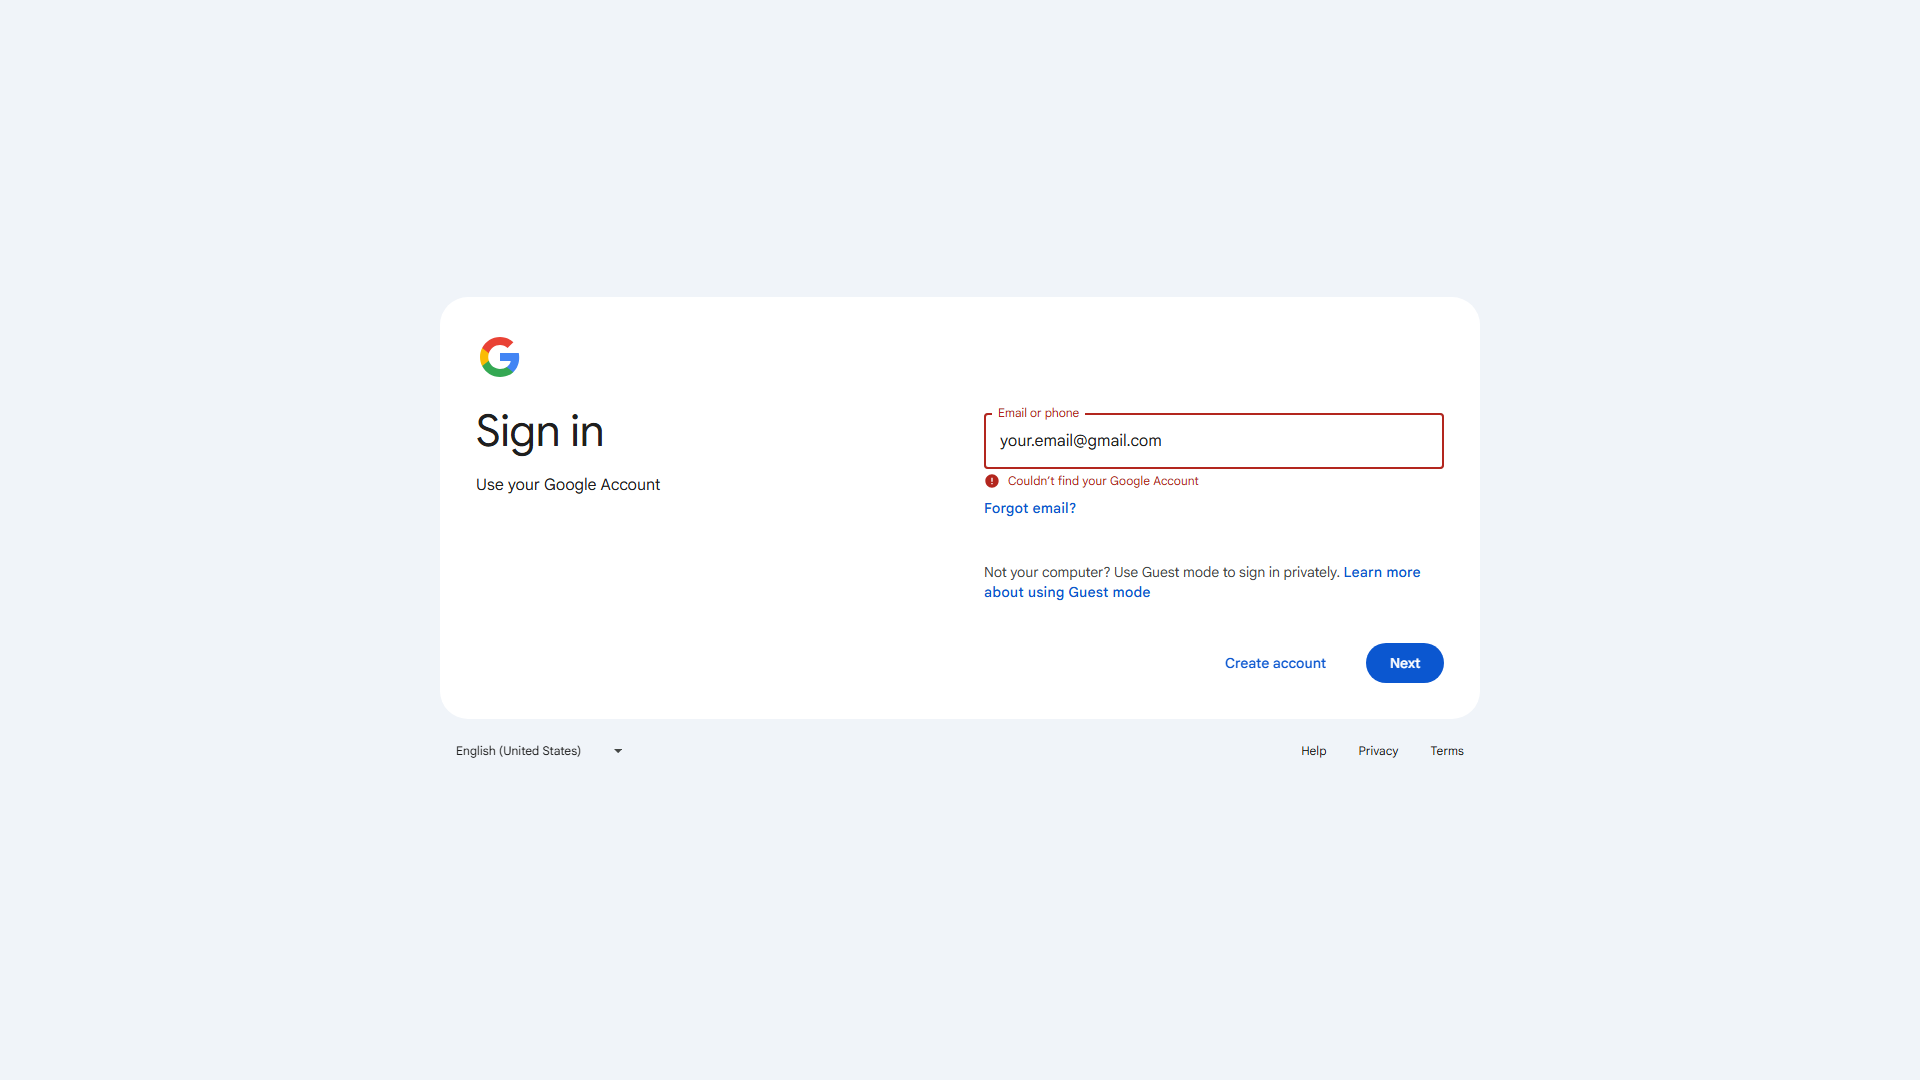 Sign in
Use your Google Account
Email or phone
your.email@gmail.com
Couldn’t find your Google Account
Forgot email?
Not your computer? Use Guest mode to sign in privately. Learn more
about using Guest mode
Create account
Next
English (United States)
Help
Privacy
Terms